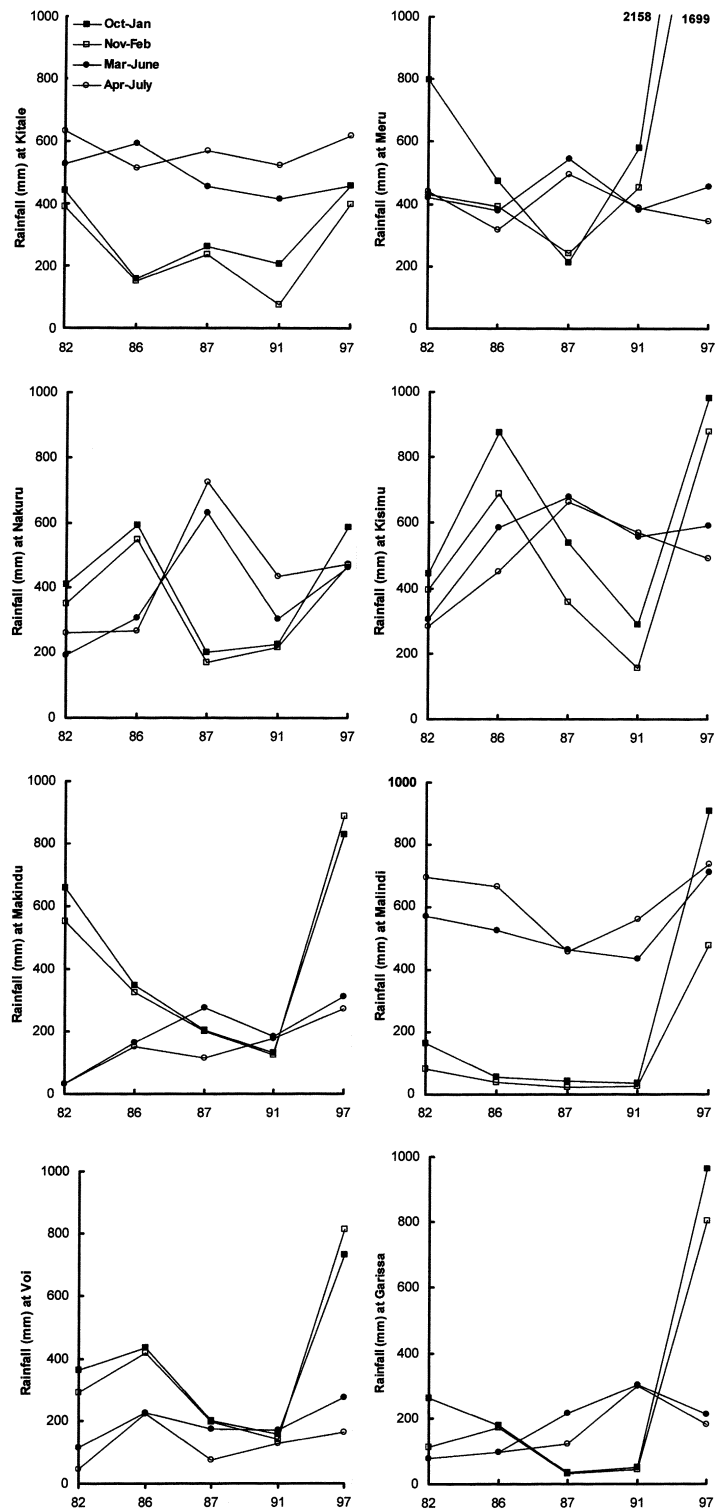 Oct-Jan
Nov-Feb
Mar-June
Apr-July
1000
800
600
400
200
0
Rainfall (mm) at Kitale
82 86 87 91 97
2158 1699
1000
800
600
400
200
0
Rainfall (mm) at Meru
82 86 87 91 97
1000
800
600
400
200
0
Rainfall (mm) at Nakuru
82 86 87 91 97
1000
800
600
400
200
0
Rainfall (mm) at Kisimu
82 86 87 91 97
1000
800
600
400
200
0
Rainfall (mm) at Makindu
82 86 87 91 97
1000
800
600
400
200
0
Rainfall (mm) at Malindi
82 86 87 91 97
1000
800
600
400
200
0
Rainfall (mm) at Voi
82 86 87 91 97
1000
800
600
400
200
0
Rainfall (mm) at Garissa
82 86 87 91 97